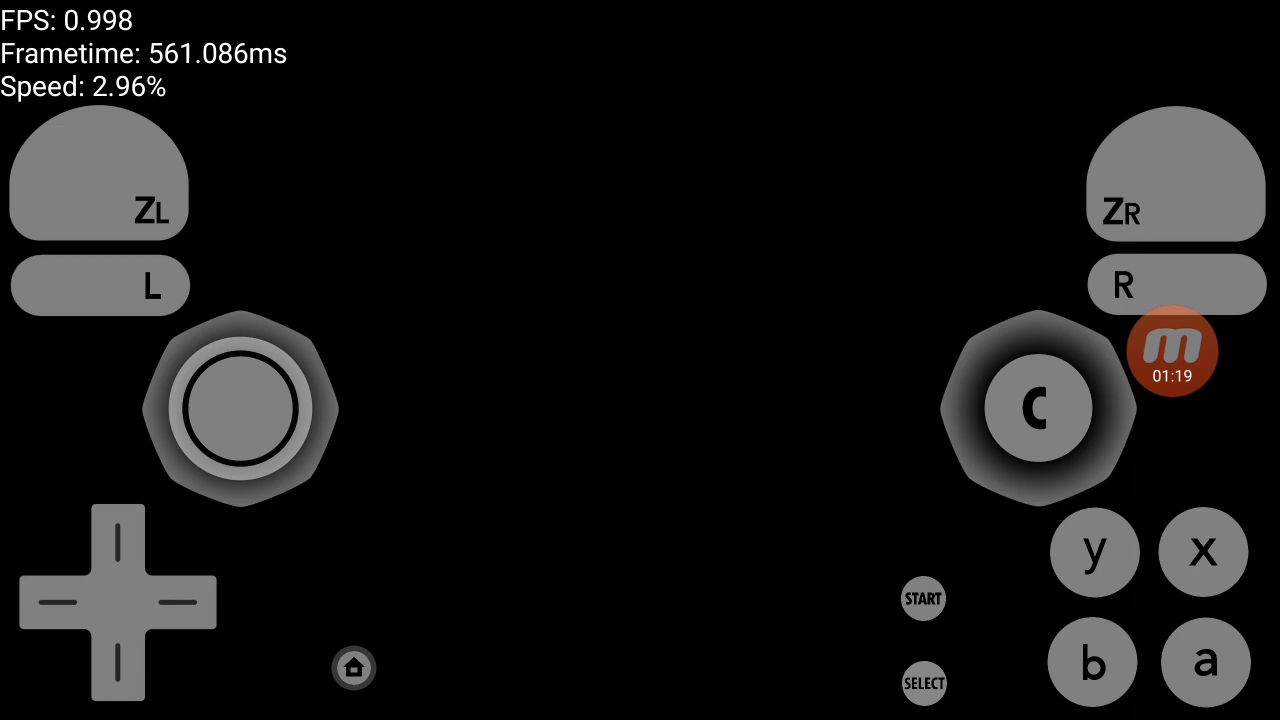 FPS: 0.998
Frametime: 561.086ms
Speed: 2.96%
ZL
ZR
L
R
m
01:19
C
y
x
START
b
a
SELECT